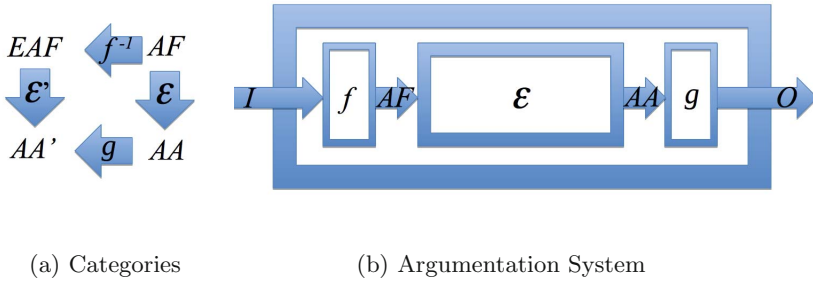 EAF f⁻¹ AF
ε’ ε
AA’ g AA
I f AF ε AA g O
(a) Categories
(b) Argumentation System